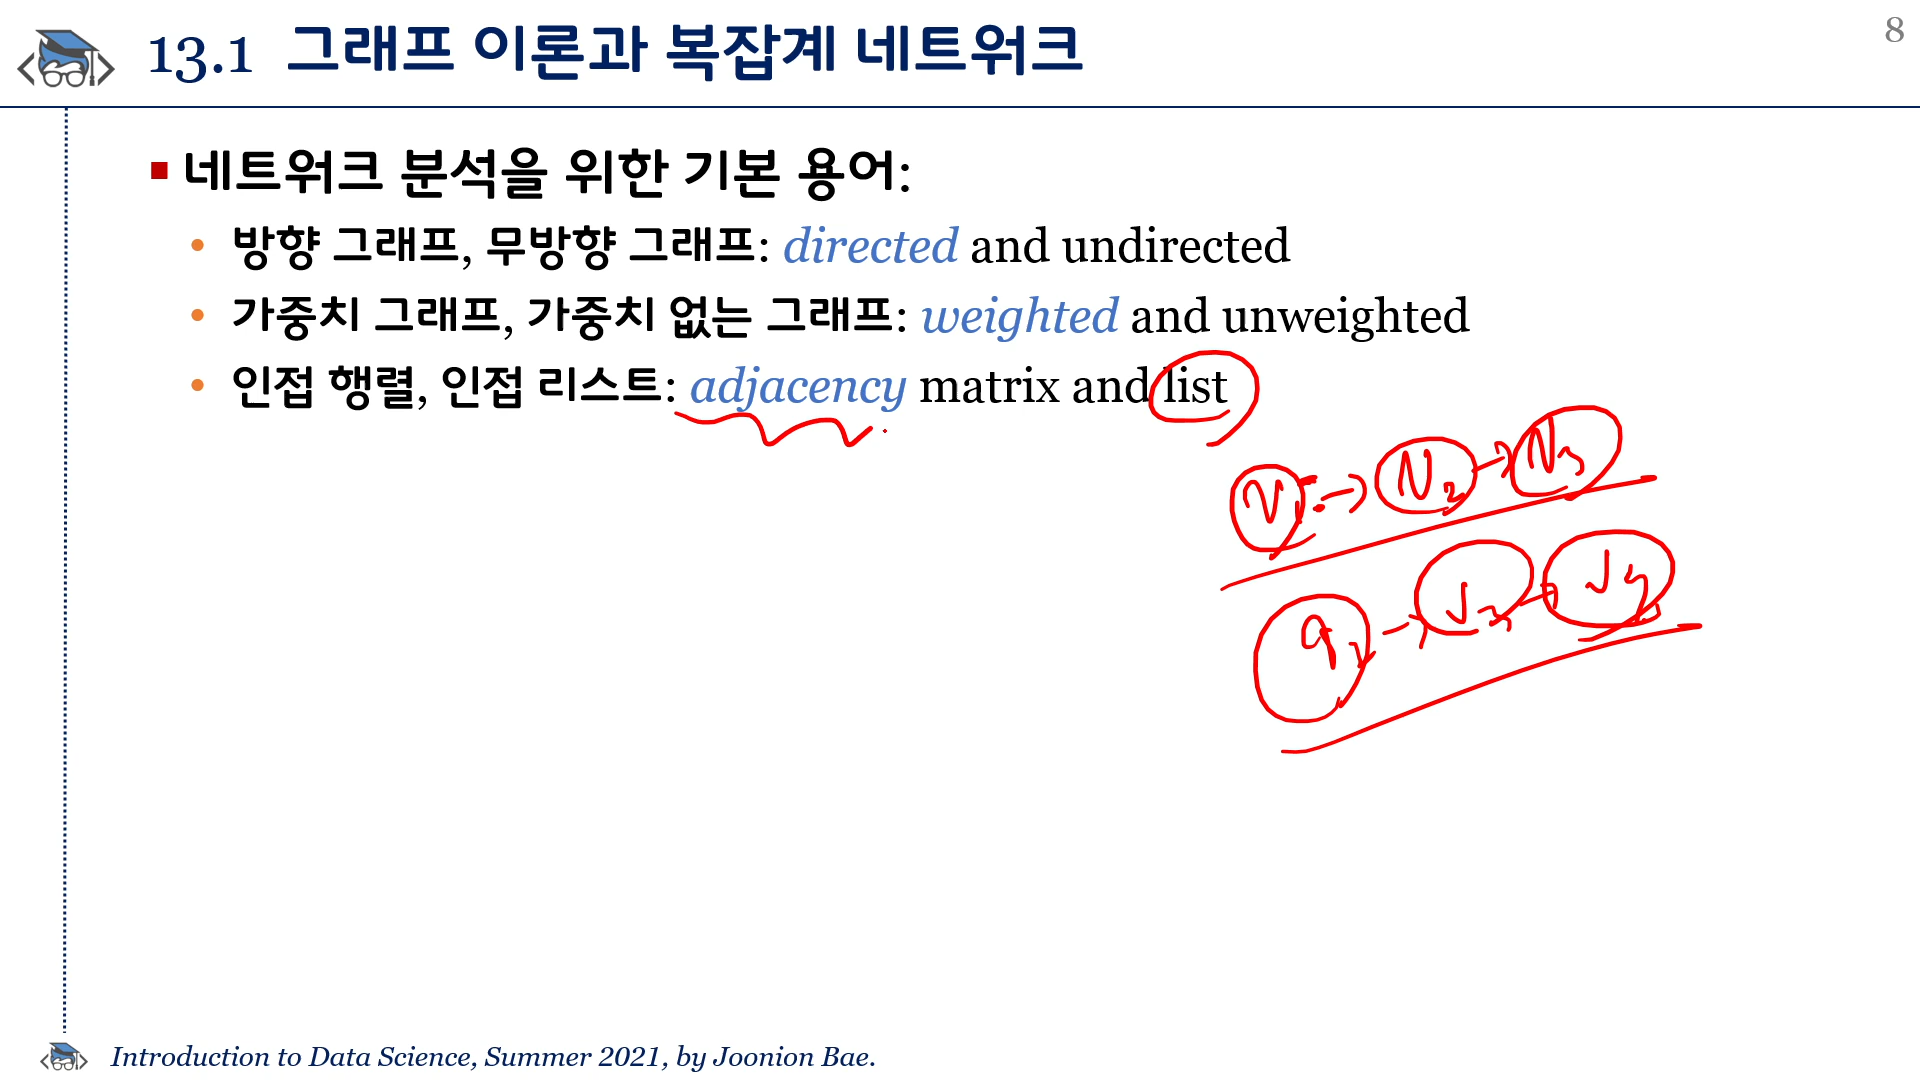 8
13.1 그래프 이론과 복잡계 네트워크
네트워크 분석을 위한 기본 용어:
방향 그래프, 무방향 그래프: directed and undirected
가중치 그래프, 가중치 없는 그래프: weighted and unweighted
인접 행렬, 인접 리스트: adjacency matrix and list
Introduction to Data Science, Summer 2021, by Joonion Bae.